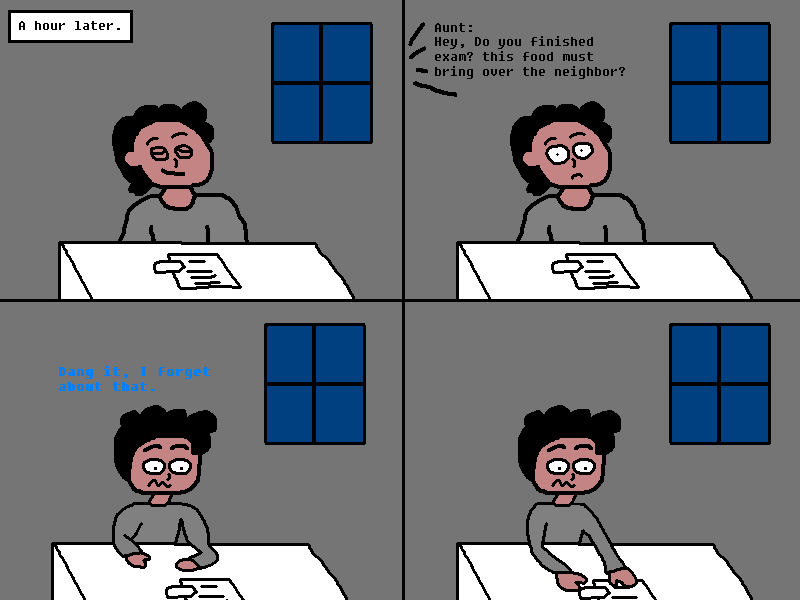 A hour later.
Aunt:
Hey, Do you finished
exam? this food must
bring over the neighbor?
Dang it, I forget
about that.